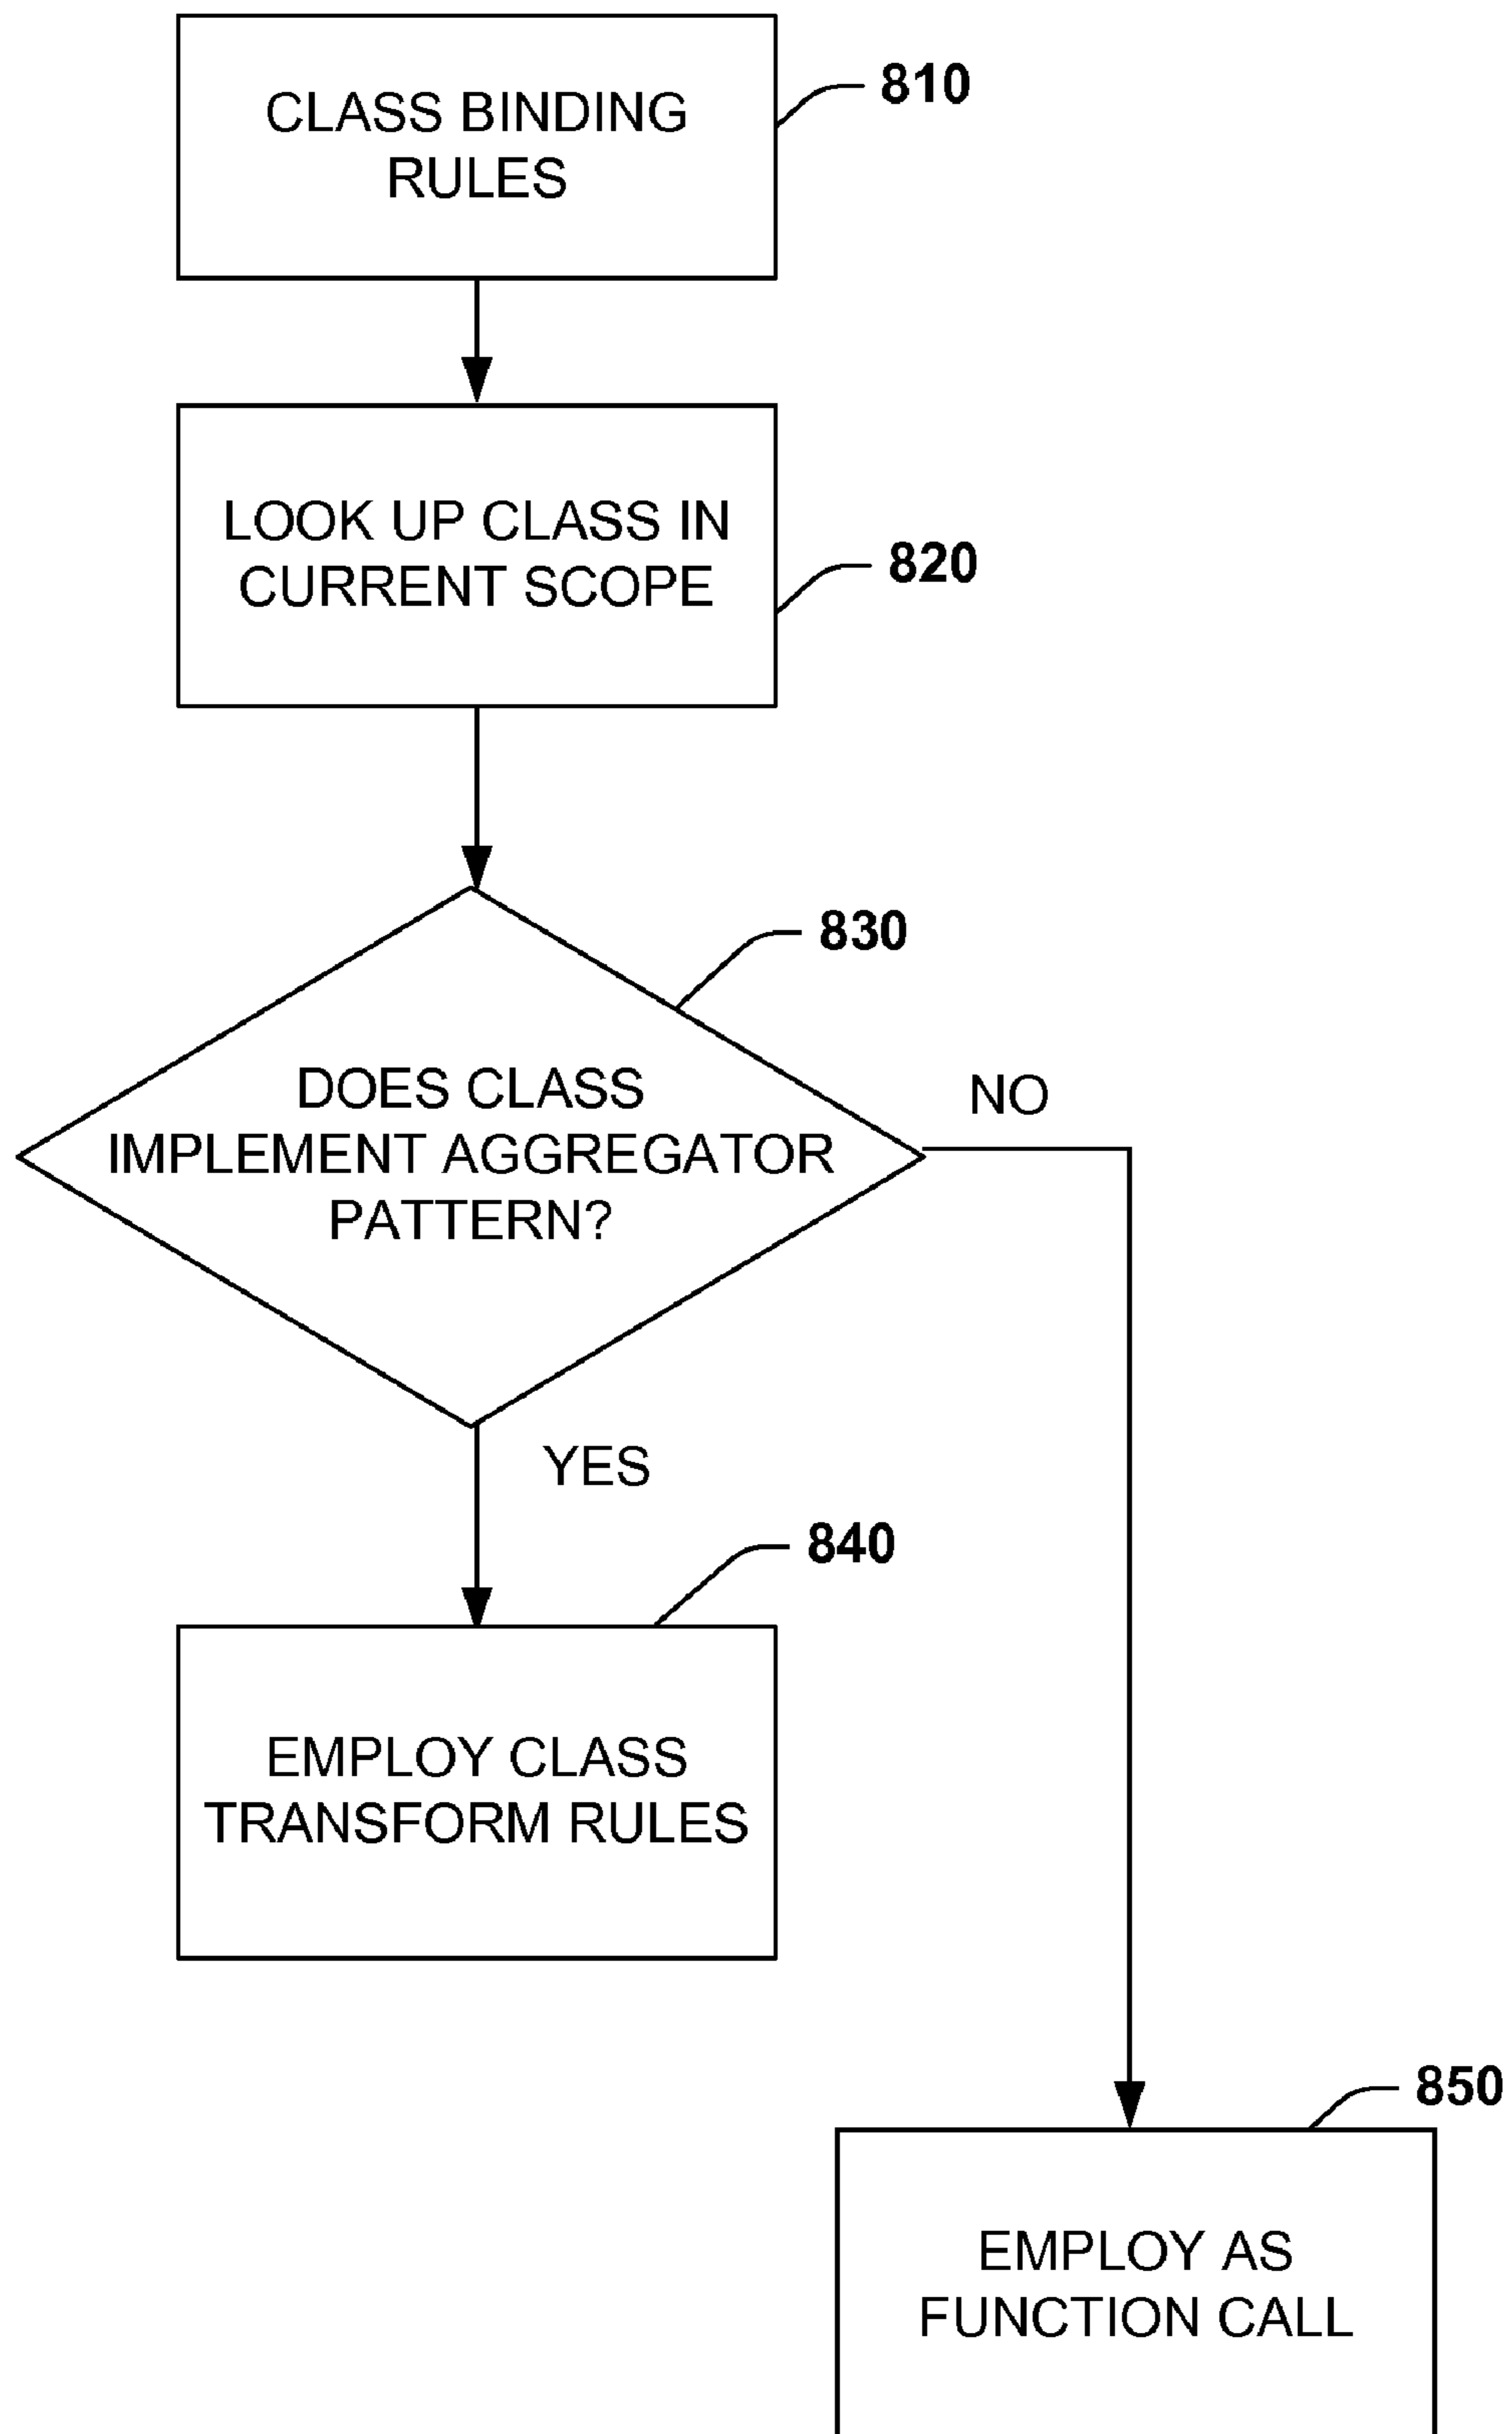 CLASS BINDING
RULES
810
LOOK UP CLASS IN
CURRENT SCOPE
820
830
DOES CLASS
IMPLEMENT AGGREGATOR
PATTERN?
NO
YES
840
EMPLOY CLASS
TRANSFORM RULES
850
EMPLOY AS
FUNCTION CALL